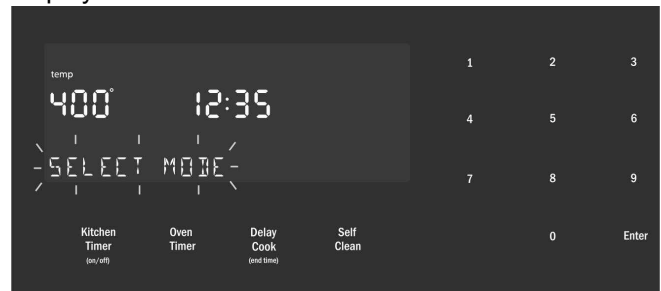 temp
400° 12:35
SELECT MODE
Kitchen Timer (on/off)
Oven Timer
Delay Cook (end time)
Self Clean
1 2 3
4 5 6
7 8 9
0 Enter